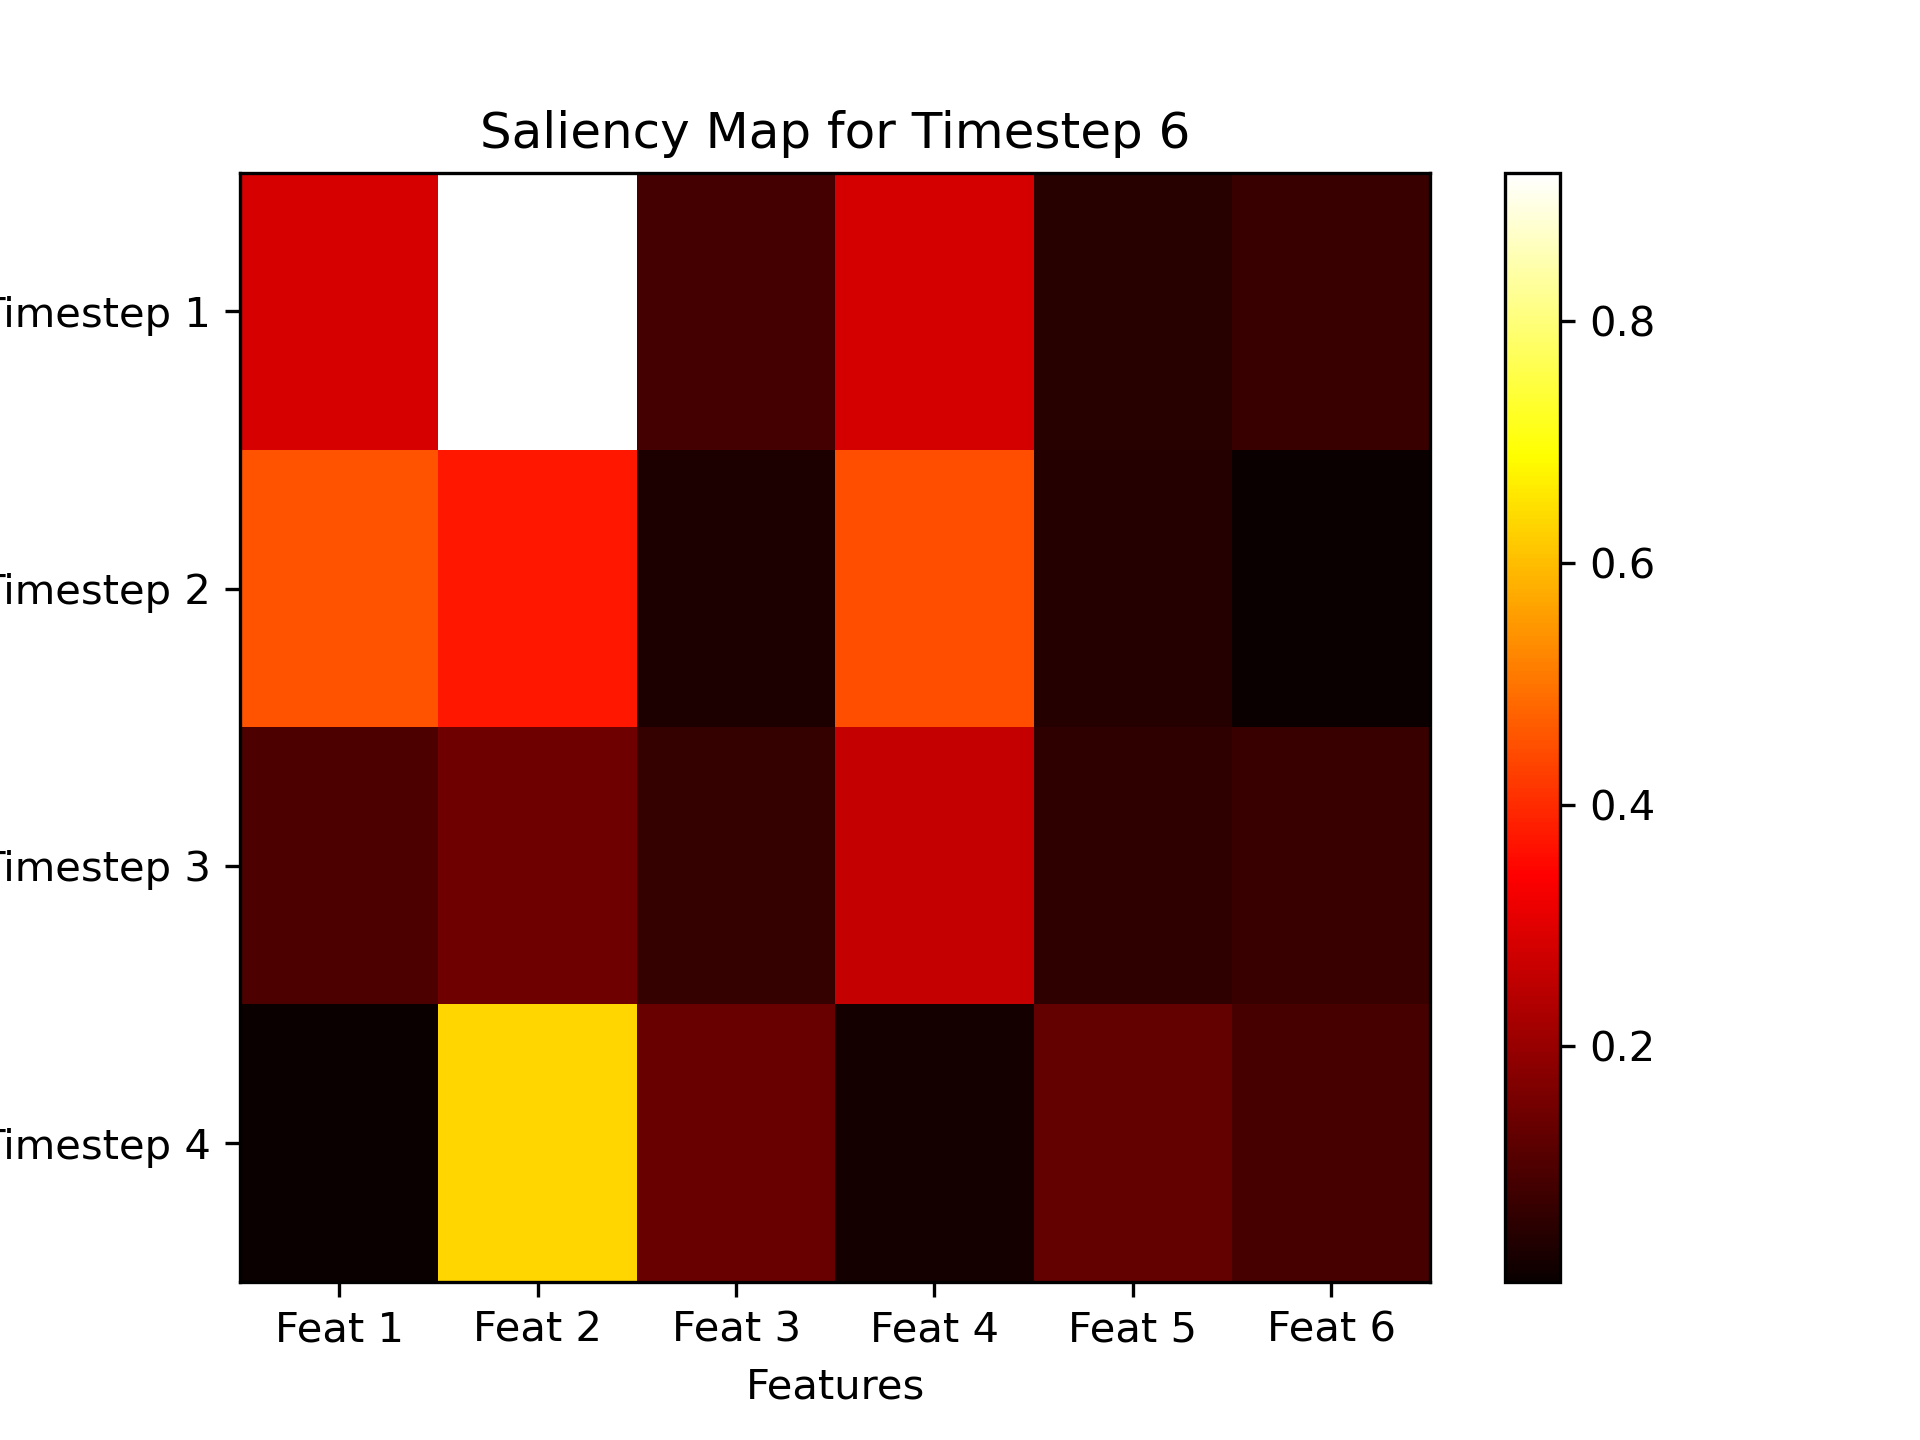 Saliency Map for Timestep 6
imestep 1
imestep 2
imestep 3
imestep 4
0.8
0.6
0.4
0.2
Feat 1 Feat 2 Feat 3 Feat 4 Feat 5 Feat 6
Features